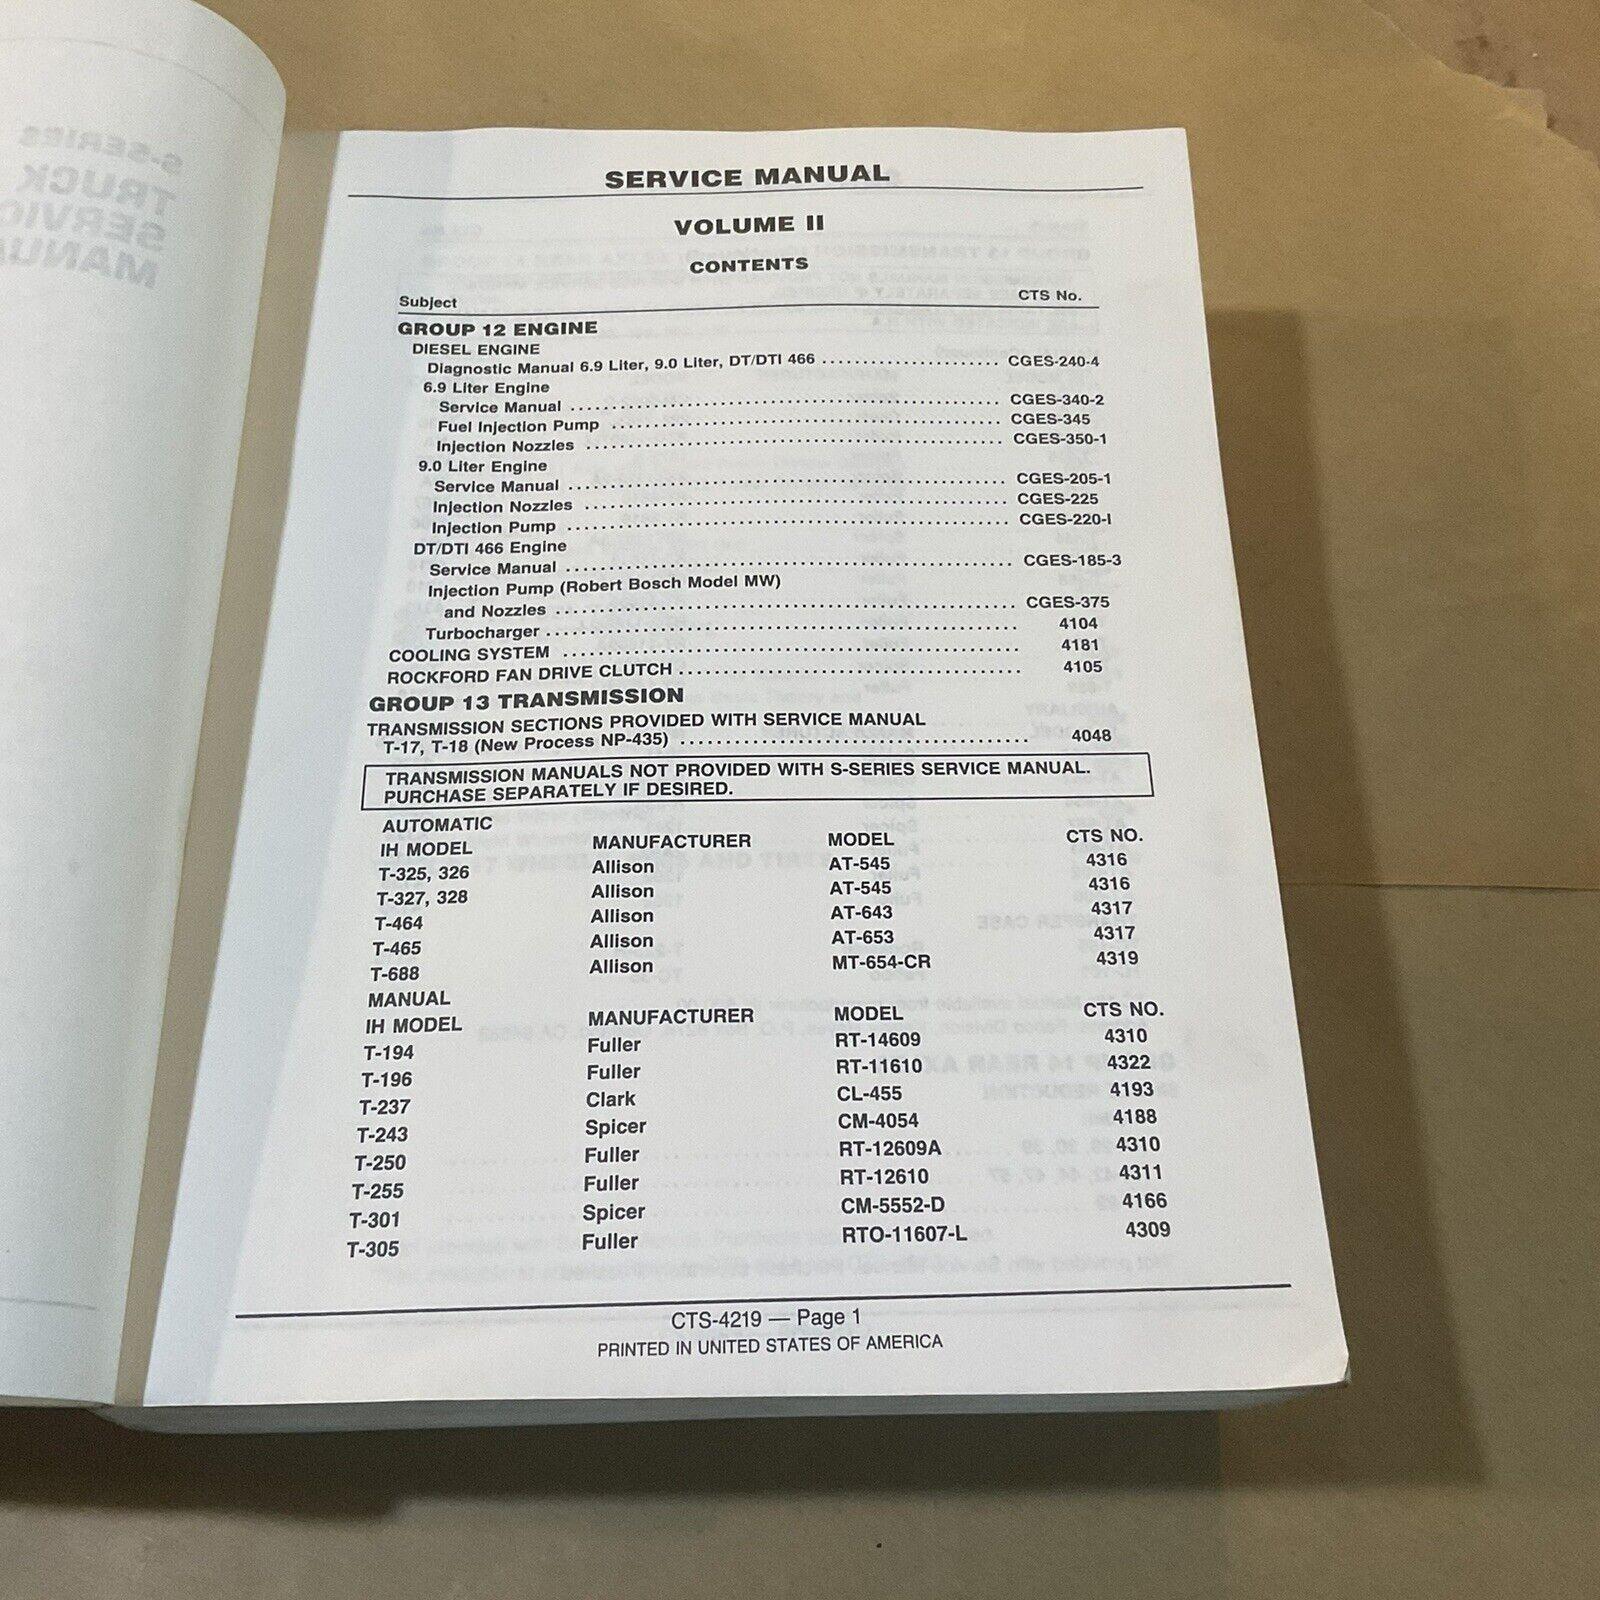 S-SERIES
TRUCK
SERVICE MANUAL
VOLUME II
CONTENTS
Subject CTS No.
GROUP 12 ENGINE
DIESEL ENGINE
Diagnostic Manual 6.9 Liter, 9.0 Liter, DT/DTI 466 .................... CGES-240-4
6.9 Liter Engine
Service Manual .................... CGES-340-2
Fuel Injection Pump .................... CGES-345
Injection Nozzles .................... CGES-350-1
9.0 Liter Engine
Service Manual .................... CGES-205-1
Injection Nozzles .................... CGES-225
Injection Pump .................... CGES-220-I
DT/DTI 466 Engine
Service Manual .................... CGES-185-3
Injection Pump (Robert Bosch Model MW)
and Nozzles .................... CGES-375
Turbocharger .................... 4104
COOLING SYSTEM .................... 4181
ROCKFORD FAN DRIVE CLUTCH .................... 4105
GROUP 13 TRANSMISSION
TRANSMISSION SECTIONS PROVIDED WITH SERVICE MANUAL
T-17, T-18 (New Process NP-435) .................... 4048
TRANSMISSION MANUALS NOT PROVIDED WITH S-SERIES SERVICE MANUAL.
PURCHASE SEPARATELY IF DESIRED.
AUTOMATIC
IH MODEL MANUFACTURER MODEL CTS NO.
T-325, 326 Allison AT-545 4316
T-327, 328 Allison AT-545 4316
T-464 Allison AT-643 4317
T-465 Allison AT-653 4317
T-688 Allison MT-654-CR 4319
MANUAL
IH MODEL MANUFACTURER MODEL CTS NO.
T-194 Fuller RT-14609 4310
T-196 Fuller RT-11610 4322
T-237 Clark CL-455 4193
T-243 Spicer CM-4054 4188
T-250 Fuller RT-12609A 4310
T-255 Fuller RT-12610 4311
T-301 Spicer CM-5552-D 4166
T-305 Fuller RTO-11607-L 4309
CTS-4219 — Page 1
PRINTED IN UNITED STATES OF AMERICA